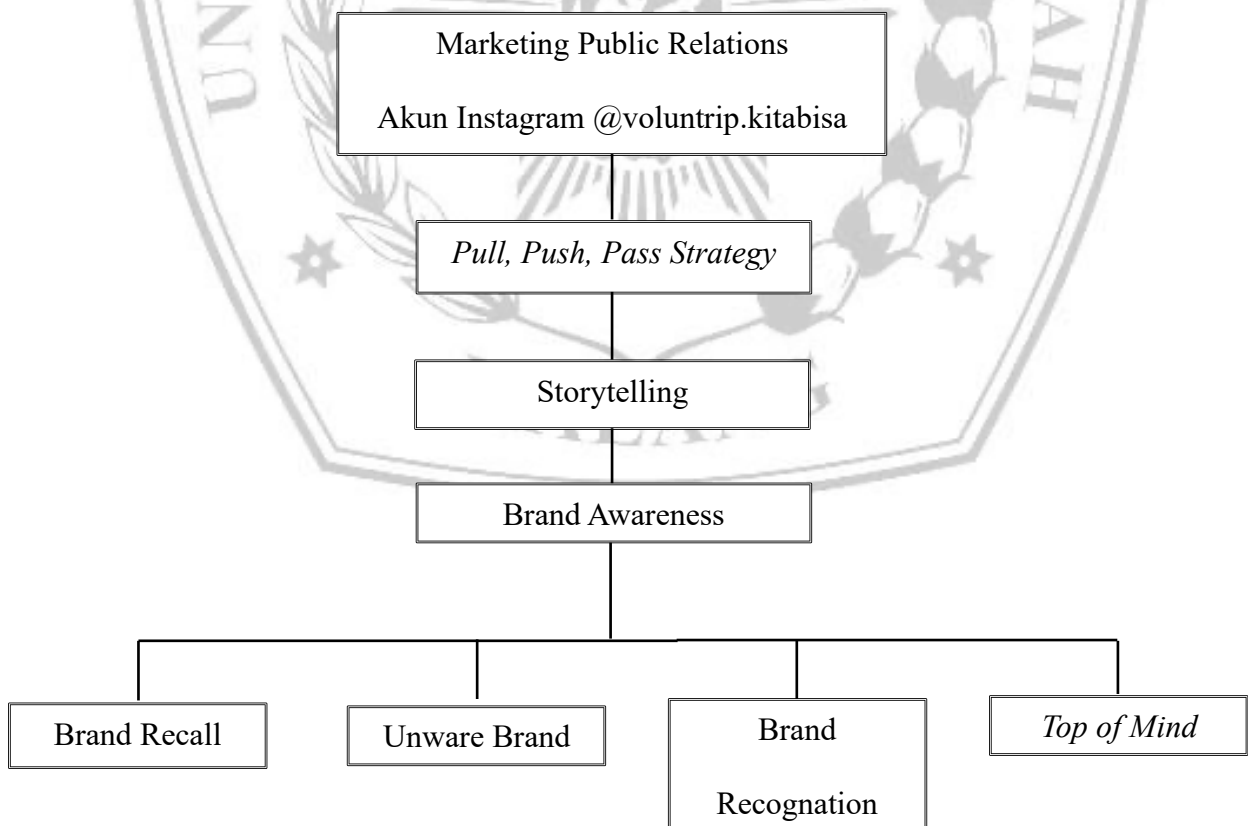 Marketing Public Relations
Akun Instagram @voluntrip.kitabisa
Pull, Push, Pass Strategy
Storytelling
Brand Awareness
Brand Recall
Unware Brand
Brand
Recognation
Top of Mind